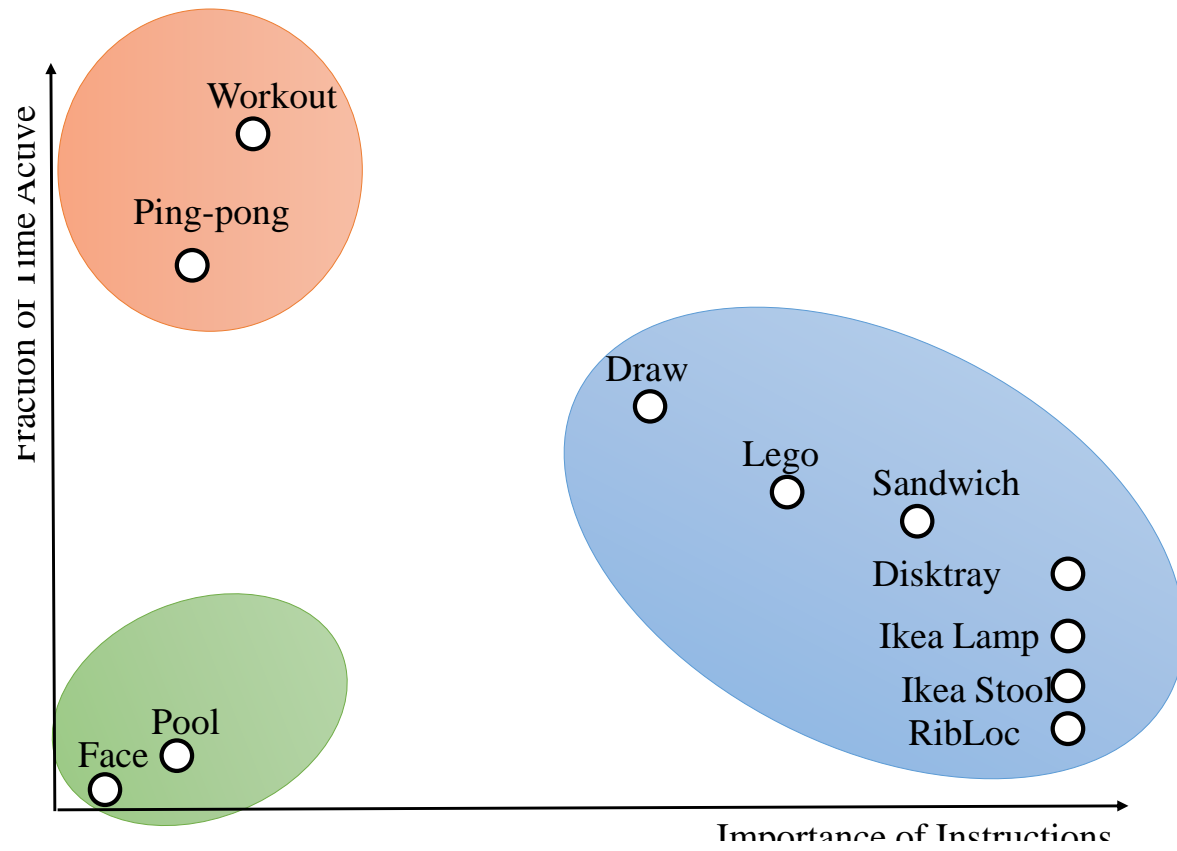 Workout
Ping-pong
Fraction of Time Active
Draw
Lego
Sandwich
Disktray
Ikea Lamp
Ikea Stool
RibLoc
Pool
Face
Importance of Instructions